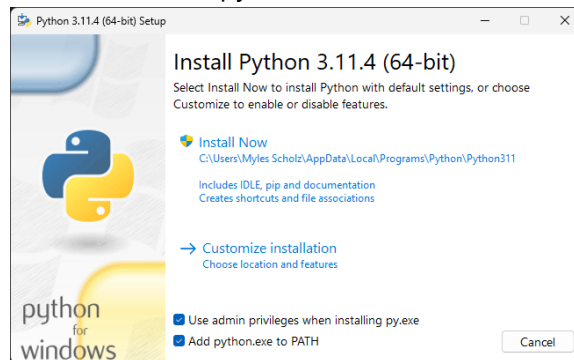 Python 3.11.4 (64-bit) Setup
Install Python 3.11.4 (64-bit)
Select Install Now to install Python with default settings, or choose
Customize to enable or disable features.
Install Now
C:\Users\Myles Scholz\AppData\Local\Programs\Python\Python311
Includes IDLE, pip and documentation
Creates shortcuts and file associations
Customize installation
Choose location and features
python
for
windows
Use admin privileges when installing py.exe
Add python.exe to PATH
Cancel